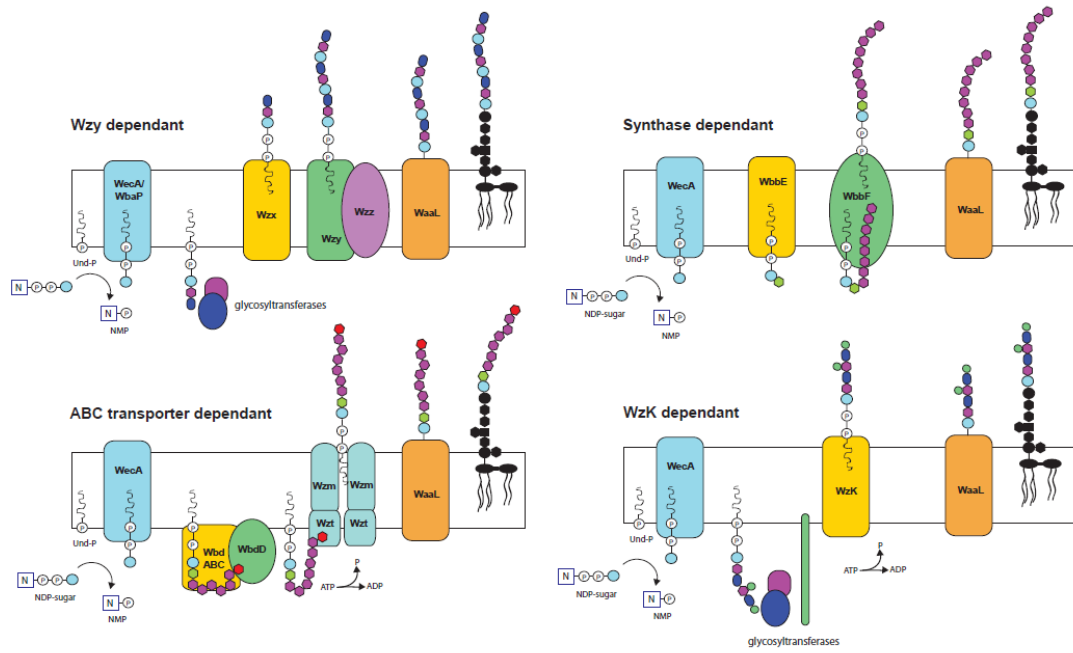 Wzy dependant
WecA/
WbaP
P
P
P
Und-P
N
P
P
N
P
NMP
P
P
glycosyltransferases
P
P
Wzx
P
P
Wzy
Wzz
WaaL
Synthase dependant
WecA
P
P
P
Und-P
N
P
P
NDP-sugar
N
P
NMP
WbbE
P
P
P
P
WbbF
P
P
WaaL
ABC transporter dependant
WecA
P
P
P
Und-P
N
P
P
NDP-sugar
N
P
NMP
P
P
Wbd
ABC
WbdD
P
P
P
P
Wzm
Wzm
Wzt
Wzt
P
ATP
ADP
WaaL
WzK dependant
WecA
P
P
P
Und-P
N
P
P
NDP-sugar
N
P
NMP
P
P
glycosyltransferases
P
P
WzK
P
ATP
ADP
WaaL